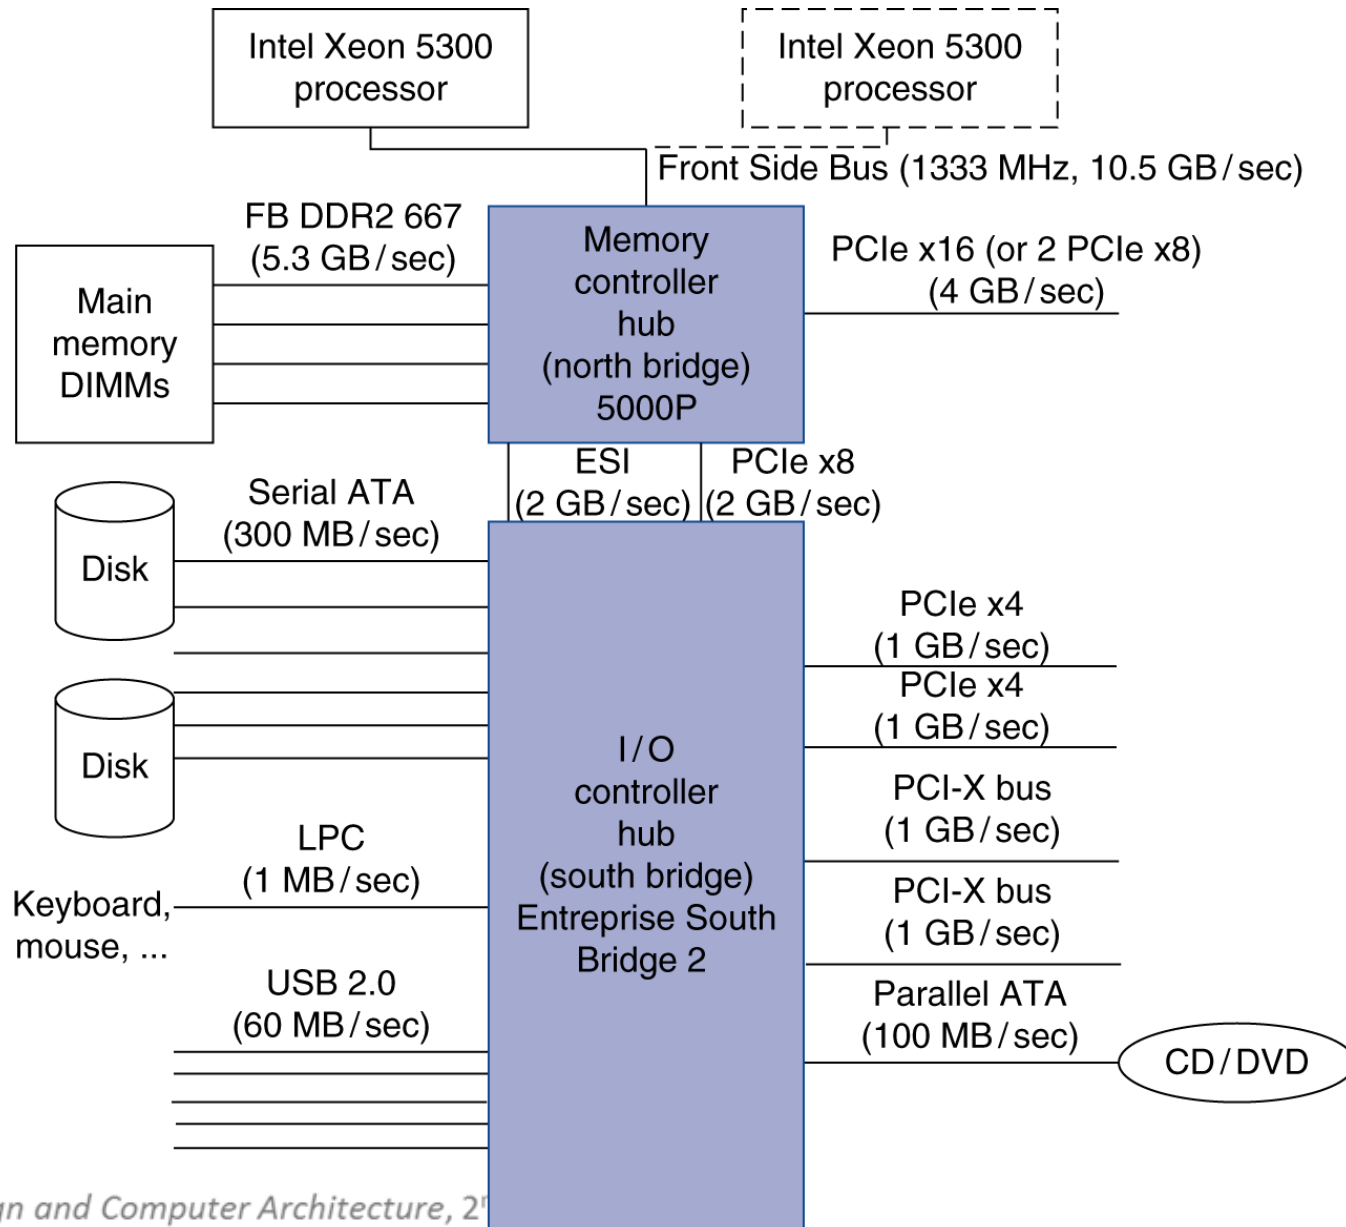 Intel Xeon 5300
processor
Intel Xeon 5300
processor
Front Side Bus (1333 MHz, 10.5 GB/sec)
FB DDR2 667
(5.3 GB/sec)
Main
memory
DIMMs
Memory
controller
hub
(north bridge)
5000P
PCIe x16 (or 2 PCIe x8)
(4 GB/sec)
ESI
(2 GB/sec)
PCIe x8
(2 GB/sec)
Serial ATA
(300 MB/sec)
Disk
Disk
LPC
(1 MB/sec)
Keyboard,
mouse, ...
USB 2.0
(60 MB/sec)
I/O
controller
hub
(south bridge)
Entreprise South
Bridge 2
PCIe x4
(1 GB/sec)
PCIe x4
(1 GB/sec)
PCI-X bus
(1 GB/sec)
PCI-X bus
(1 GB/sec)
Parallel ATA
(100 MB/sec)
CD/DVD
gn and Computer Architecture, 2